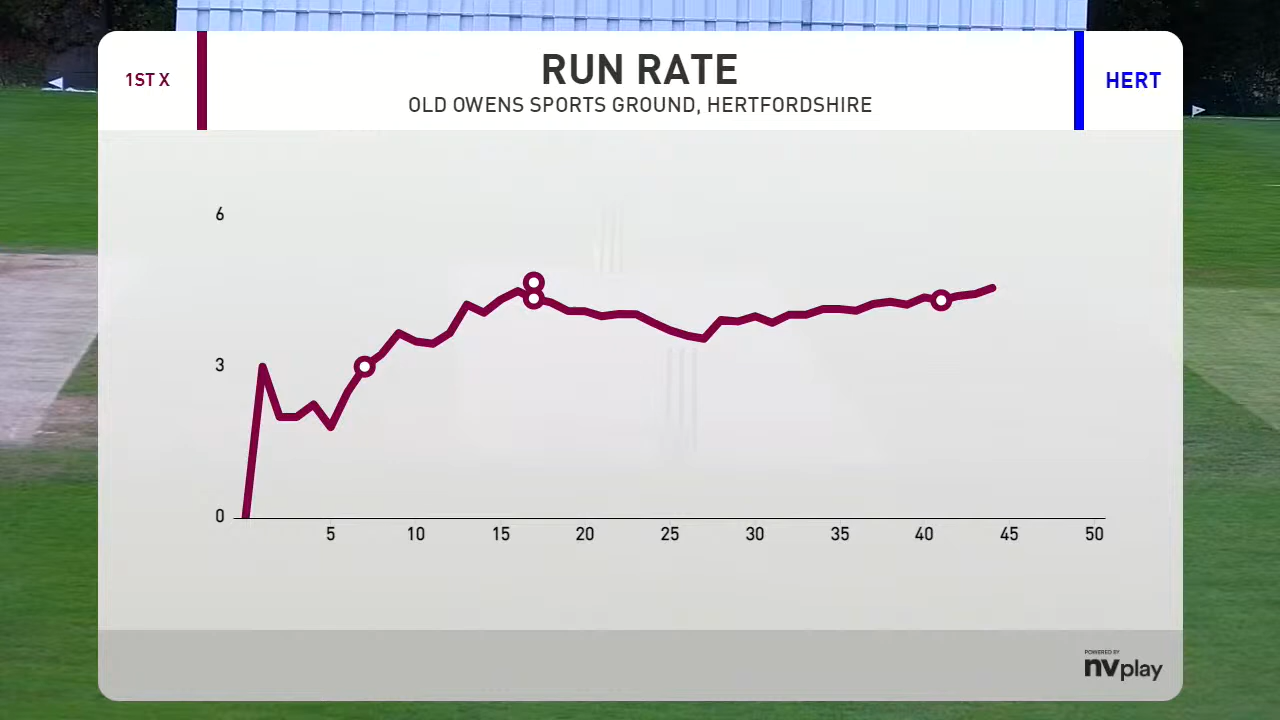 1ST X
RUN RATE
OLD OWENS SPORTS GROUND, HERTFORDSHIRE
HERT
6
3
0
5 10 15 20 25 30 35 40 45 50
POWERED BY
nvplay